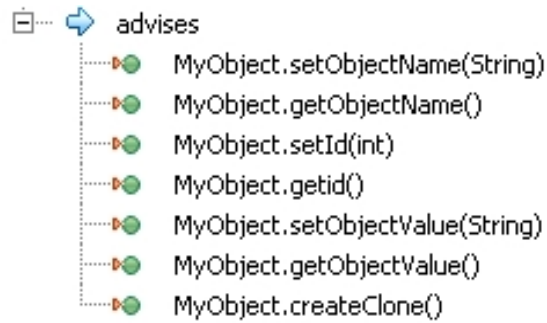 advises
MyObject.setObjectName(String)
MyObject.getObjectName()
MyObject.setId(int)
MyObject.getid()
MyObject.setObjectValue(String)
MyObject.getObjectValue()
MyObject.createClone()